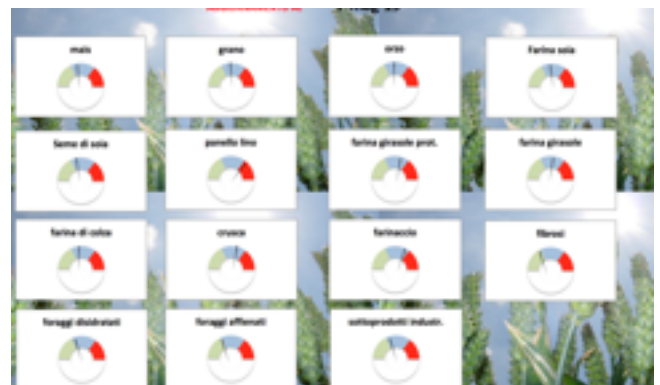 mais
grano
orzo
Farina soia
Seme di soia
panello lino
farina girasole prot.
farina girasole
farina di colza
crusca
farinaccio
fibrosi
foraggi disidratati
foraggi affienati
sottoprodotti industr.